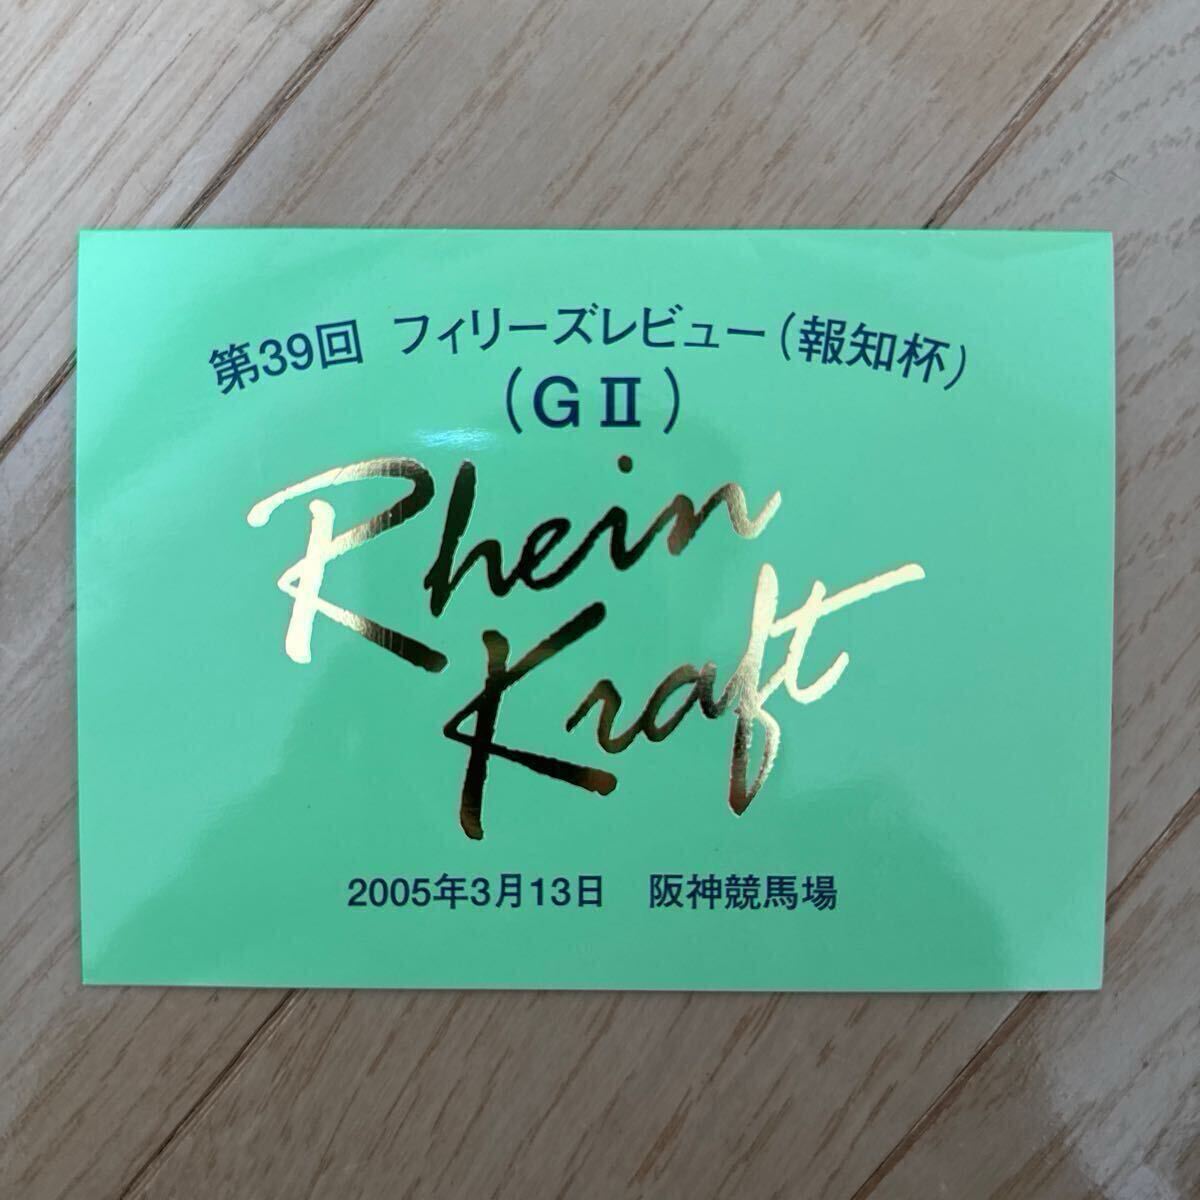 第39回 フィリーズレビュー(報知杯)
(GⅡ)
Rhein
Kraft
2005年3月13日 阪神競馬場